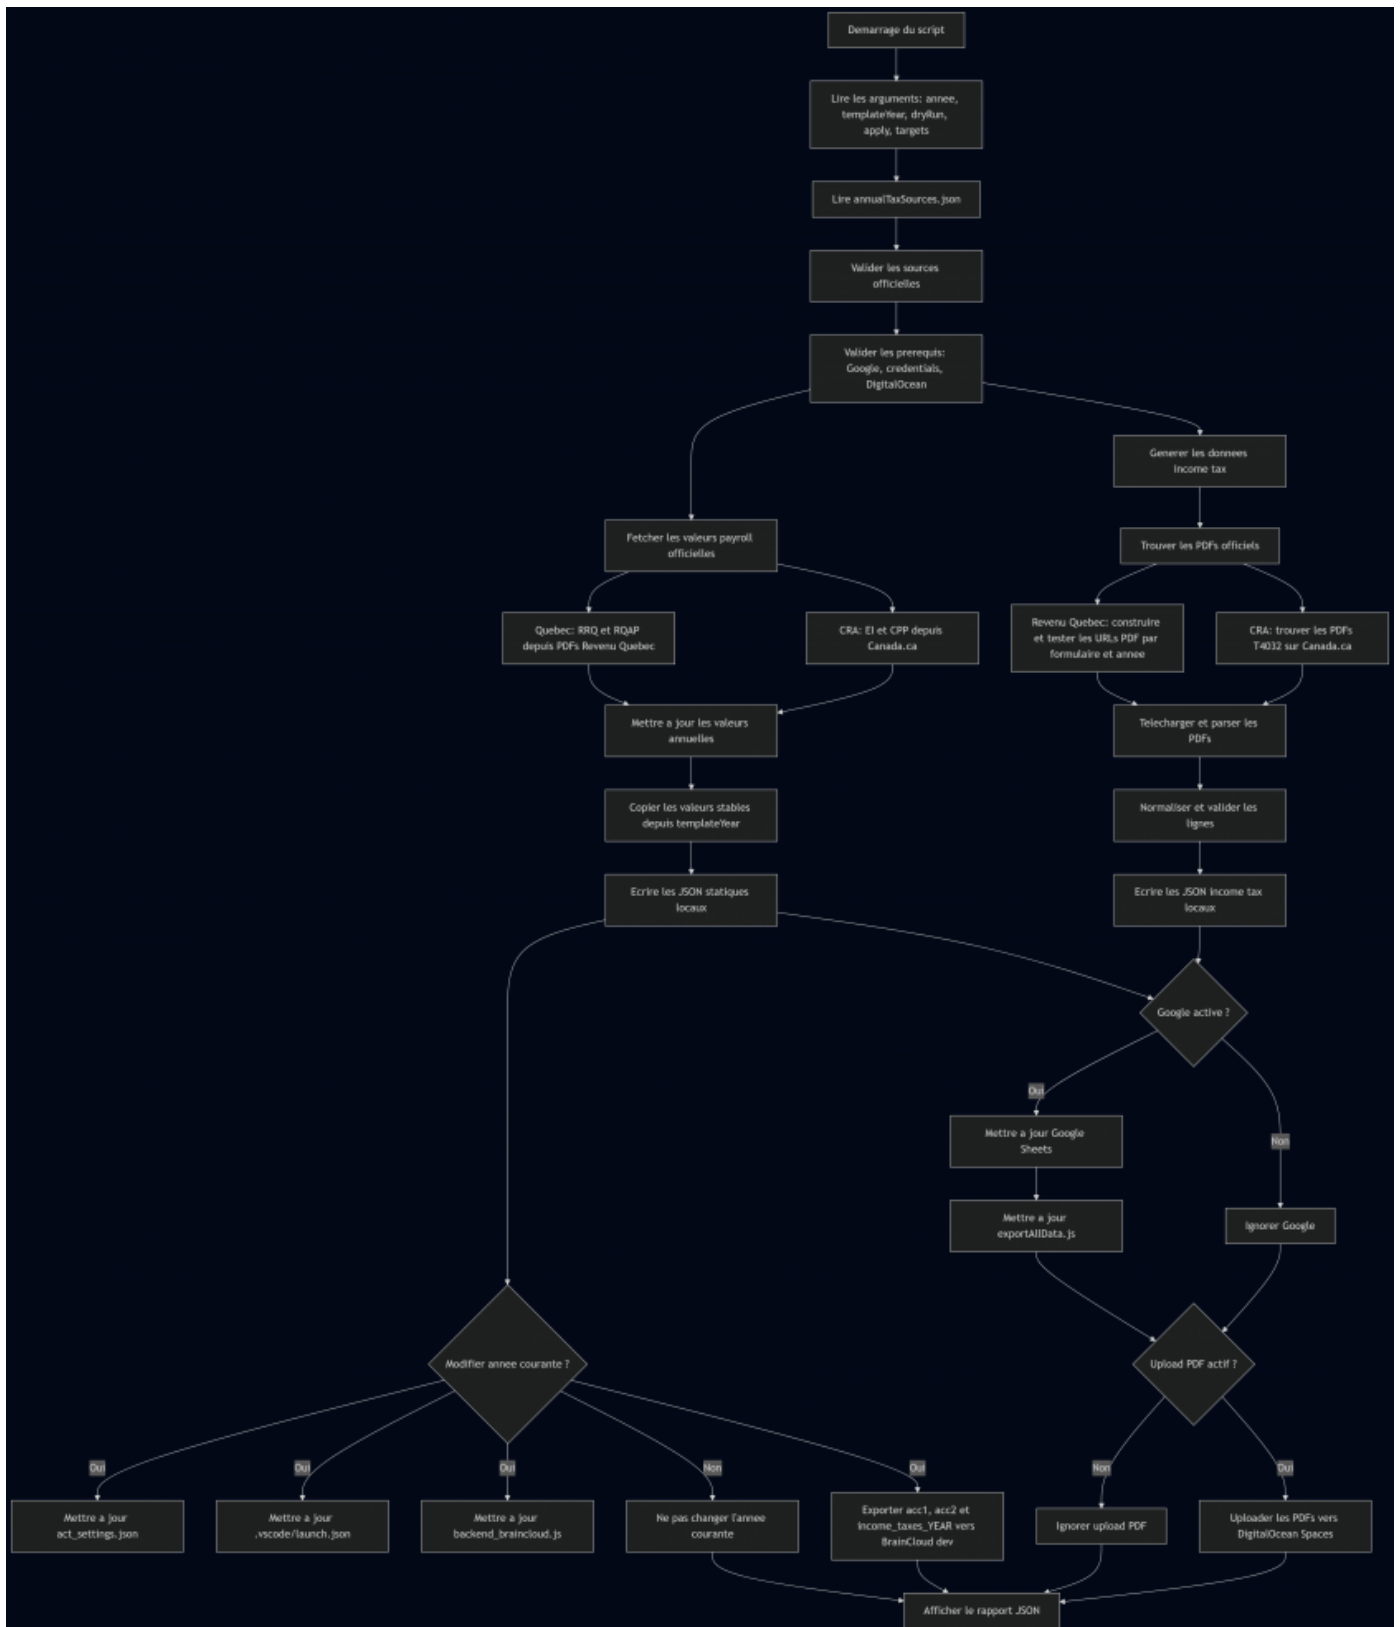 Demarrage du script
Lire les arguments: annee,
templateYear, dryRun,
apply, targets
Lire annualTaxSources.json
Valider les sources
officielles
Valider les prerequis:
Google, credentials,
DigitalOcean
Generer les donnees
income tax
Fetcher les valeurs payroll
officielles
Trouver les PDFs officiels
Quebec: RRQ et RQAP
depuis PDFs Revenu Quebec
CRA: EI et CPP depuis
Canada.ca
Revenu Quebec: construire
et tester les URLs PDF par
formulaire et annee
CRA: trouver les PDFs
T4032 sur Canada.ca
Mettre a jour les valeurs
annuelles
Telecharger et parser les
PDFs
Copier les valeurs stables
depuis templateYear
Normaliser et valider les
lignes
Ecrire les JSON statiques
locaux
Ecrire les JSON income tax
locaux
Google active ?
Oui
Non
Mettre a jour Google
Sheets
Mettre a jour
exportAllData.js
Ignorer Google
Modifier annee courante ?
Upload PDF actif ?
Oui
Oui
Oui
Non
Oui
Non
Oui
Mettre a jour
act_settings.json
Mettre a jour
.vscode/launch.json
Mettre a jour
backend_braincloud.js
Ne pas changer l'annee
courante
Exporter acc1, acc2 et
income_taxes_YEAR vers
BrainCloud dev
Ignorer upload PDF
Uploader les PDFs vers
DigitalOcean Spaces
Afficher le rapport JSON